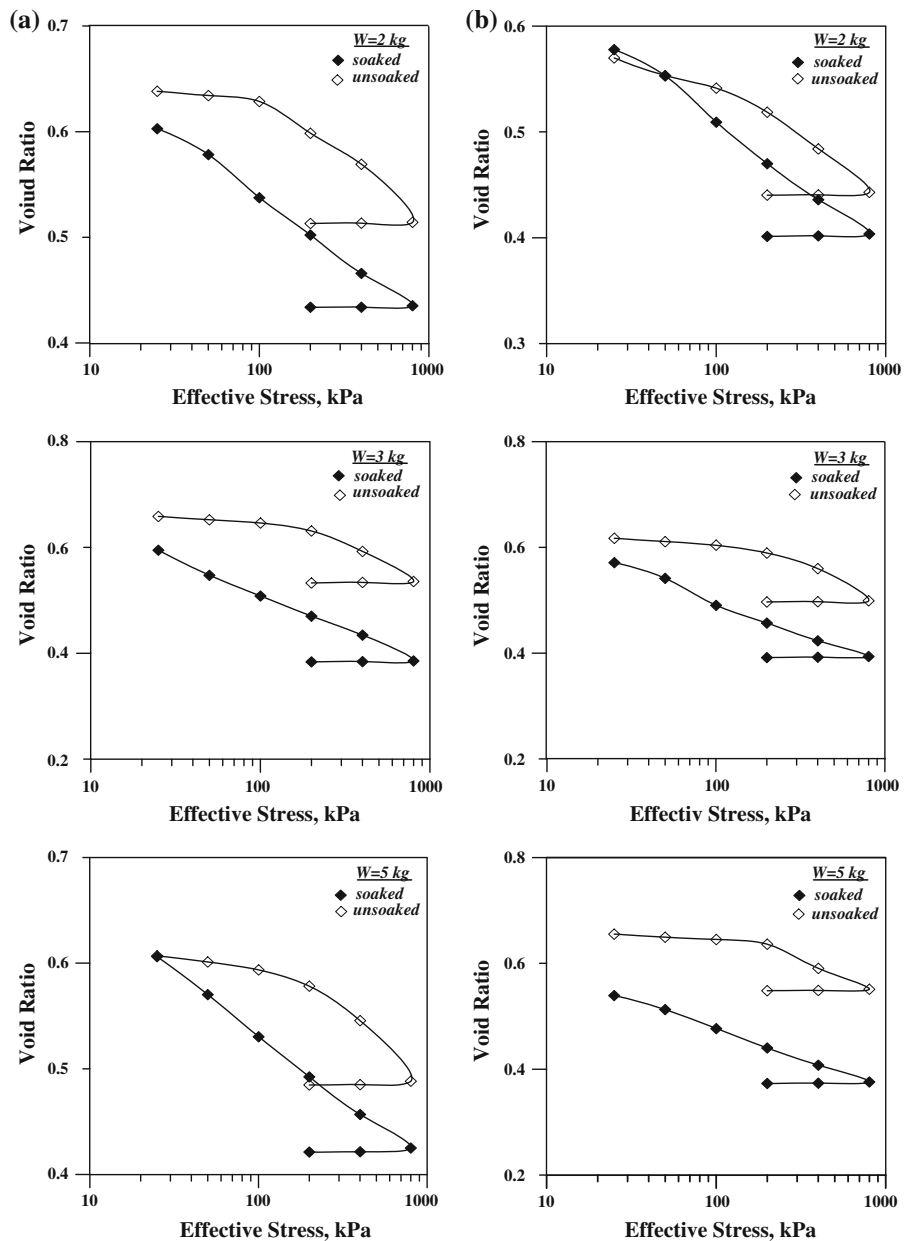 (a)
0.7
0.6
0.5
0.4
Voiud Ratio
W=2 kg
soaked
unsoaked
10
100
1000
Effective Stress, kPa
(b)
0.6
0.5
0.4
0.3
Void Ratio
W=2 kg
soaked
unsoaked
10
100
1000
Effective Stress, kPa
0.8
0.6
0.4
0.2
Void Ratio
W=3 kg
soaked
unsoaked
10
100
1000
Effective Stress, kPa
0.8
0.6
0.4
0.2
Void Ratio
W=3 kg
soaked
unsoaked
10
100
1000
Effectiv Stress, kPa
0.7
0.6
0.5
0.4
Void Ratio
W=5 kg
soaked
unsoaked
10
100
1000
Effective Stress, kPa
0.8
0.6
0.4
0.2
Void Ratio
W=5 kg
soaked
unsoaked
10
100
1000
Effective Stress, kPa